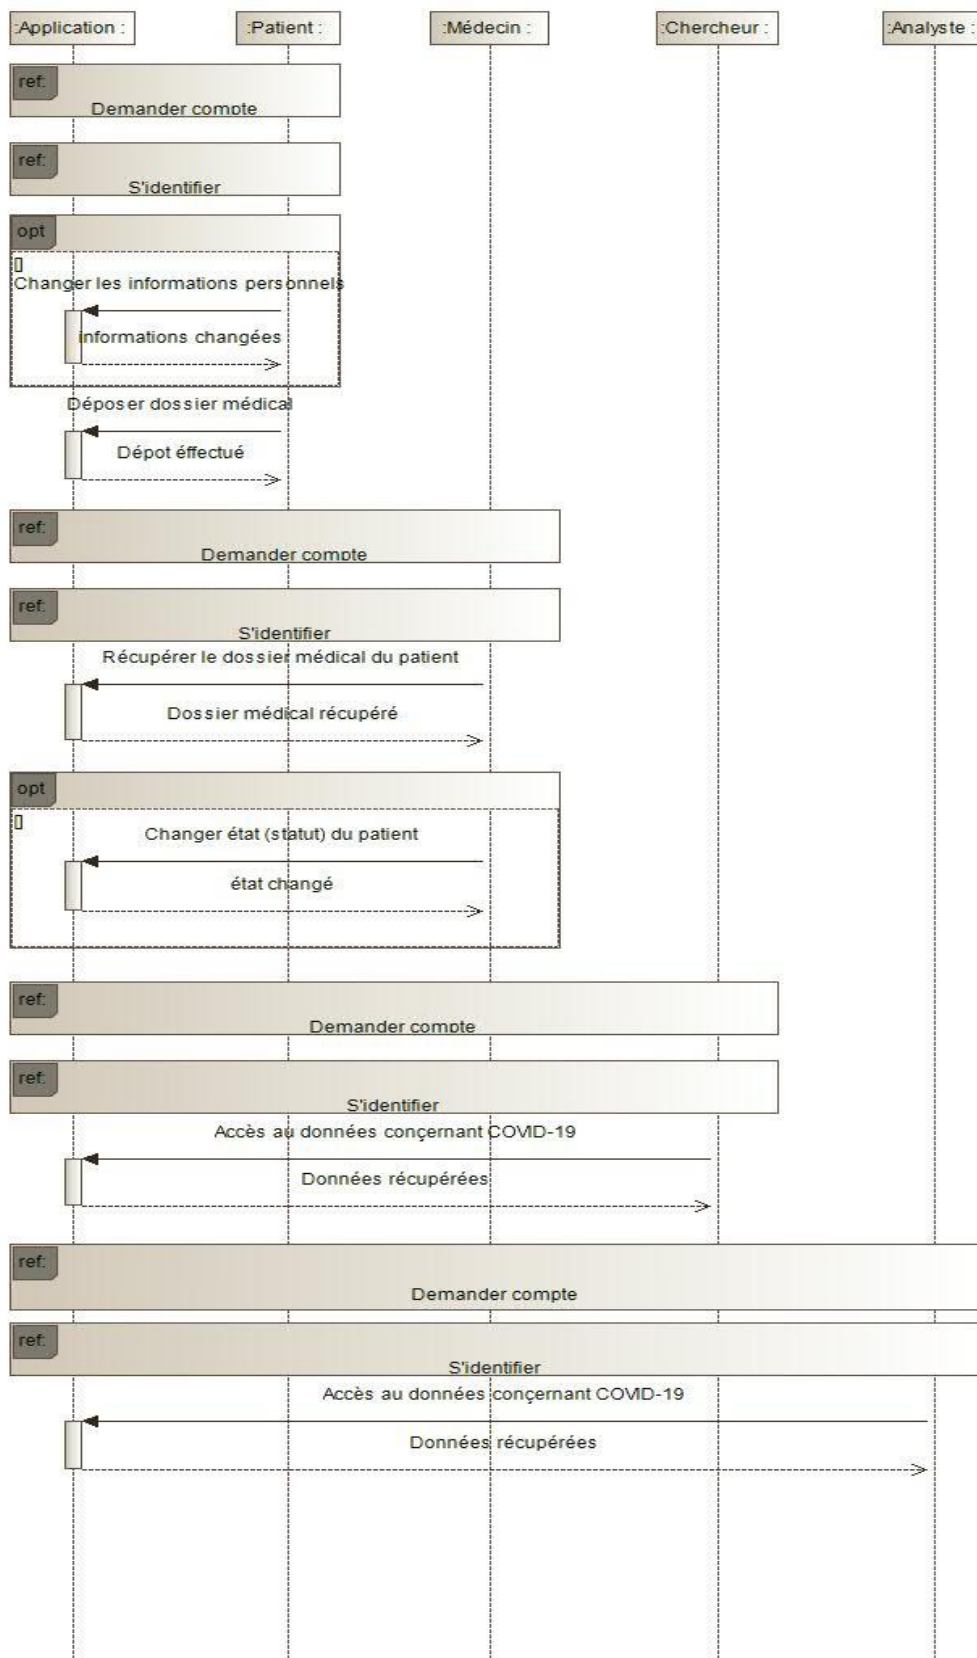 :Application :
:Patient :
:Médecin :
:Chercheur :
:Analyste :
ref:
Demander compte
ref:
S'identifier
opt
[]
Changer les informations personnels
informations changées
Déposer dossier médical
Dépot éffectué
ref:
Demander compte
ref:
S'identifier
Récupérer le dossier médical du patient
Dossier médical récupéré
opt
[]
Changer état (statut) du patient
état changé
ref:
Demander compte
ref:
S'identifier
Accès au données conçernant COVID-19
Données récupérées
ref:
Demander compte
ref:
S'identifier
Accès au données conçernant COVID-19
Données récupérées